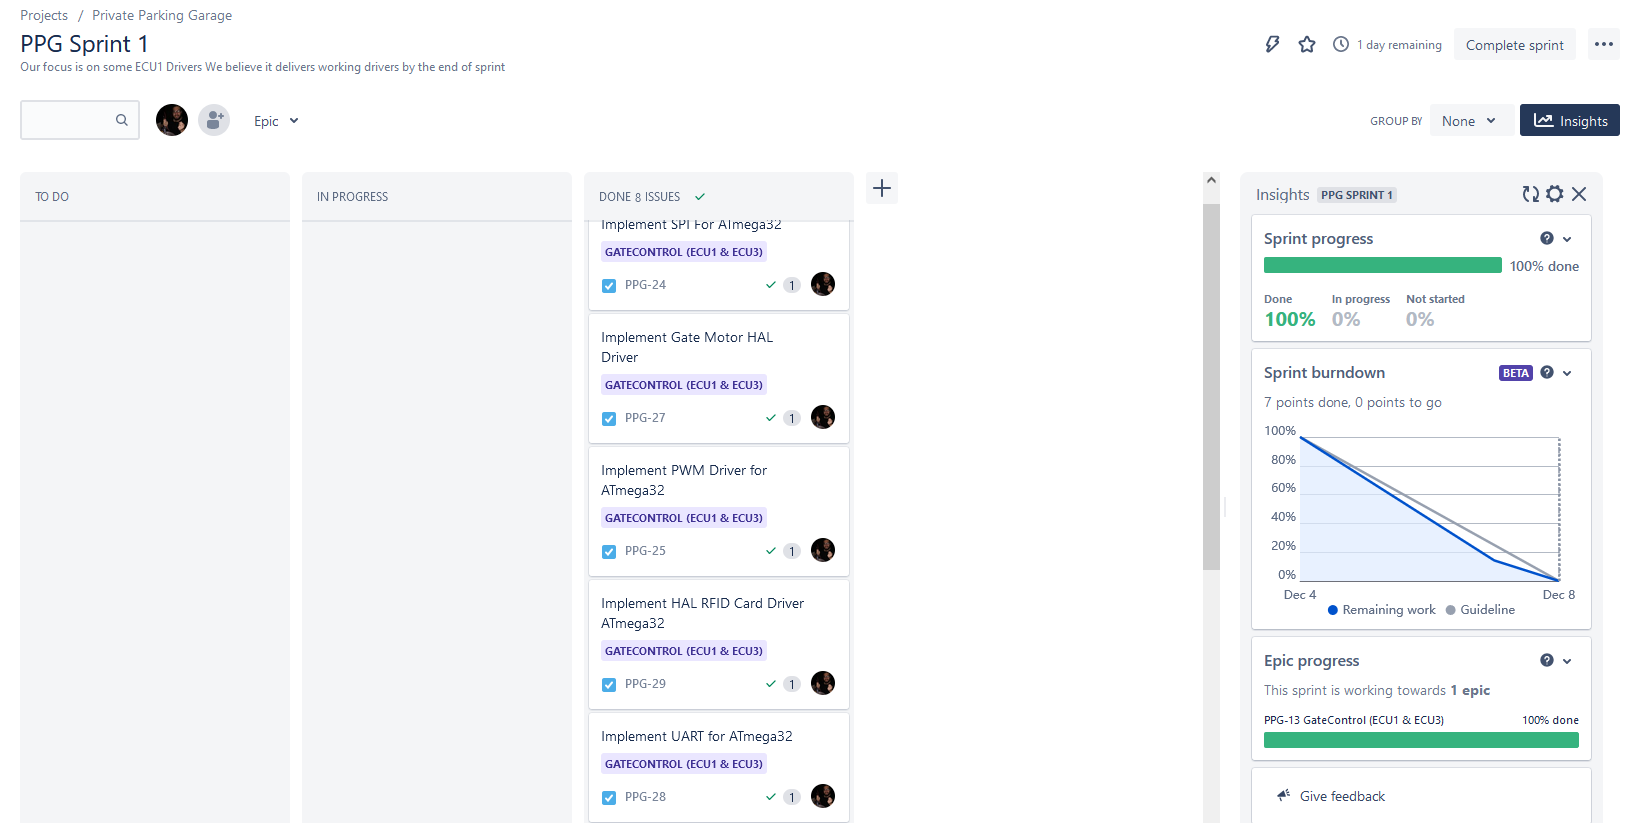 Projects / Private Parking Garage
PPG Sprint 1
Our focus is on some ECU1 Drivers We believe it delivers working drivers by the end of sprint
1 day remaining
Complete sprint
Epic
GROUP BY
None
Insights
TO DO
IN PROGRESS
DONE 8 ISSUES
Implement SPI For ATmega32
GATECONTROL (ECU1 & ECU3)
PPG-24
1
Implement Gate Motor HAL
Driver
GATECONTROL (ECU1 & ECU3)
PPG-27
1
Implement PWM Driver for
ATmega32
GATECONTROL (ECU1 & ECU3)
PPG-25
1
Implement HAL RFID Card Driver
ATmega32
GATECONTROL (ECU1 & ECU3)
PPG-29
1
Implement UART for ATmega32
GATECONTROL (ECU1 & ECU3)
PPG-28
1
Insights PPG SPRINT 1
Sprint progress
100% done
Done In progress Not started
100% 0% 0%
Sprint burndown BETA
7 points done, 0 points to go
100%
80%
60%
40%
20%
0%
Dec 4 Dec 8
Remaining work Guideline
Epic progress
This sprint is working towards 1 epic
PPG-13 GateControl (ECU1 & ECU3) 100% done
Give feedback